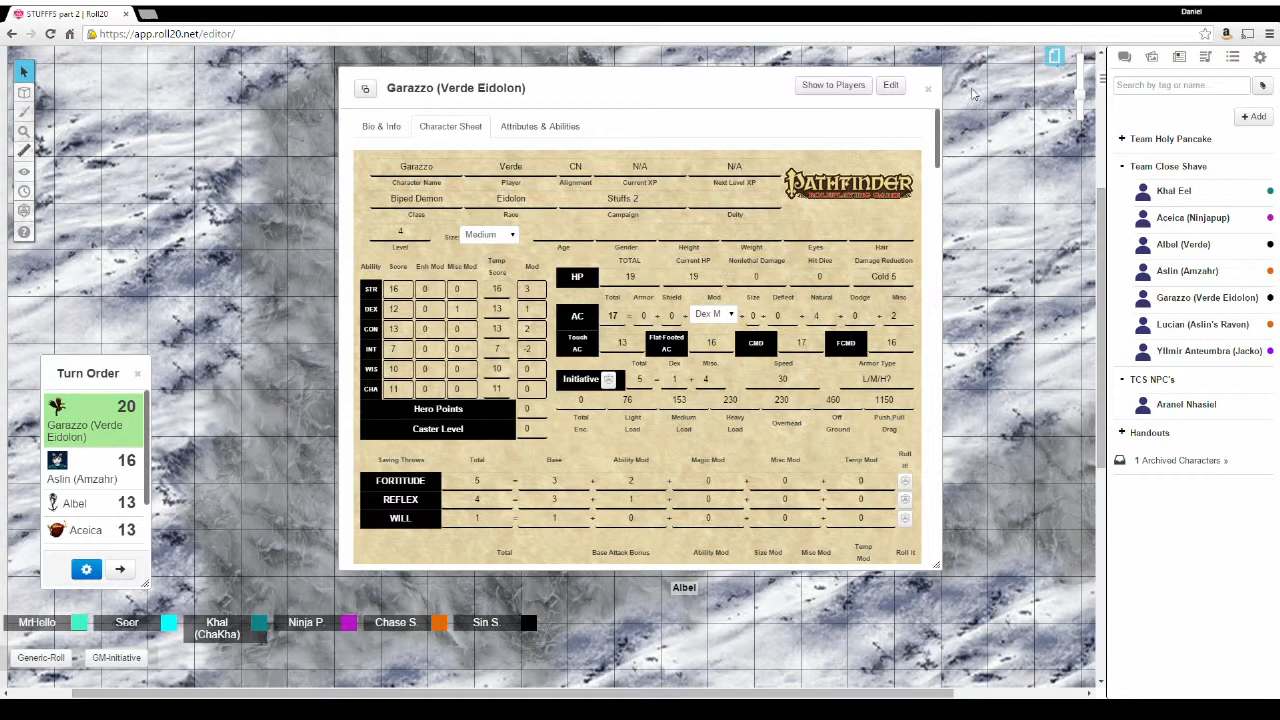 Daniel
STUFFFS part 2 | Roll20
https://app.roll20.net/editor/
Garazzo (Verde Eidolon)
Show to Players
Edit
Bio & Info
Character Sheet
Attributes & Abilities
Garazzo Verde CN N/A N/A
Character Name Player Alignment Current XP Next Level XP
PATHFINDER
ROLEPLAYING GAME
Biped Demon Eidolon Stuffs 2
Class Race Campaign Deity
4 Size: Medium
Level Age Gender Height Weight Eyes Hair
Ability Score Enh Mod Misc Mod Temp Score Mod
STR 16 0 0 16 3
DEX 12 0 1 13 1
CON 13 0 0 13 2
INT 7 0 0 7 -2
WIS 10 0 0 10 0
CHA 11 0 0 11 0
Hero Points 0
Caster Level 0
TOTAL Current HP Nonlethal Damage Hit Dice Damage Reduction
HP 19 19 0 0 Cold 5
Total Armor Shield Mod Size Deflect Natural Dodge Misc
AC 17 = 0 + 0 + Dex M + 0 + 0 + 4 + 0 + 2
Touch AC 13 Flat-Footed AC 16 CMD 17 FCMD 16
Total Dex Misc. Speed Armor Type
Initiative 5 = 1 + 4 30 L/M/H?
0 76 153 230 230 460 1150
Total Enc. Light Load Medium Load Heavy Load Overhead Off Ground Push,Pull Drag
Saving Throws Total Base Ability Mod Magic Mod Misc Mod Temp Mod Roll It!
FORTITUDE 5 = 3 + 2 + 0 + 0 + 0
REFLEX 4 = 3 + 1 + 0 + 0 + 0
WILL 1 = 1 + 0 + 0 + 0 + 0
Total Base Attack Bonus Ability Mod Size Mod Misc Mod Temp Mod Roll It
Turn Order
20
Garazzo (Verde Eidolon)
16
Aslin (Amzahr)
Albel 13
Aceica 13
Albel
MrHello
Seer
Khal (ChaKha)
Ninja P.
Chase S.
Sin S.
Generic-Roll
GM-Initiative
Search by tag or name...
+ Add
+ Team Holy Pancake
- Team Close Shave
Khal Eel
Aceica (Ninjapup)
Albel (Verde)
Aslin (Amzahr)
Garazzo (Verde Eidolon)
Lucian (Aslin's Raven)
Yllmir Anteumbra (Jacko)
- TCS NPC's
Aranel Nhasiel
+ Handouts
1 Archived Characters »